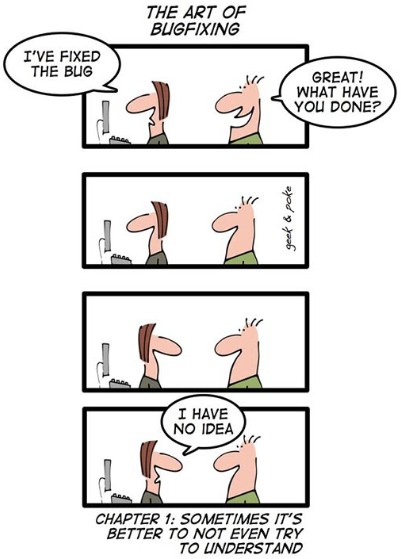 THE ART OF
BUGFIXING
I'VE FIXED
THE BUG
GREAT!
WHAT HAVE
YOU DONE?
geek & poke
I HAVE
NO IDEA
CHAPTER 1: SOMETIMES IT'S
BETTER TO NOT EVEN TRY
TO UNDERSTAND